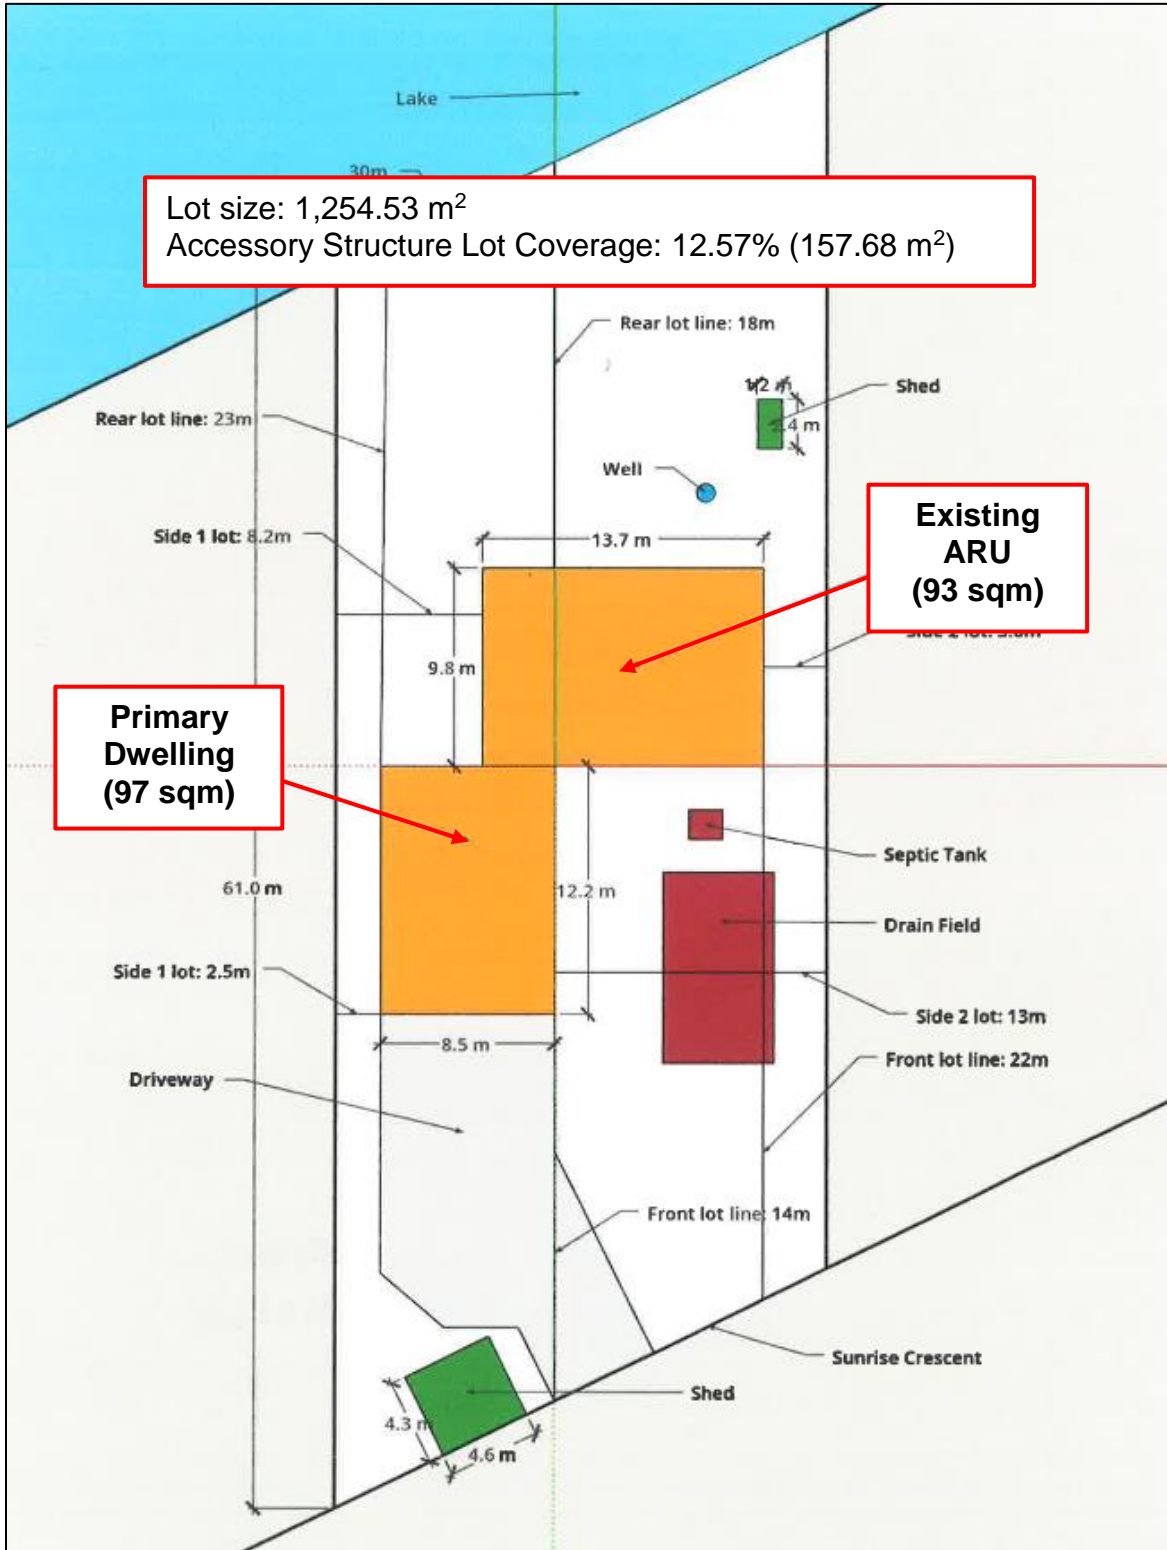 Lake
30m
Lot size: 1,254.53 m²
Accessory Structure Lot Coverage: 12.57% (157.68 m²)
Rear lot line: 18m
Shed
Rear lot line: 23m
Well
Existing
ARU
(93 sqm)
Side 1 lot: 8.2m
13.7 m
9.8 m
Primary
Dwelling
(97 sqm)
Septic Tank
61.0 m
12.2 m
Drain Field
Side 1 lot: 2.5m
Side 2 lot: 13m
8.5 m
Front lot line: 22m
Driveway
Front lot line: 14m
Sunrise Crescent
Shed
4.3 m
4.6 m